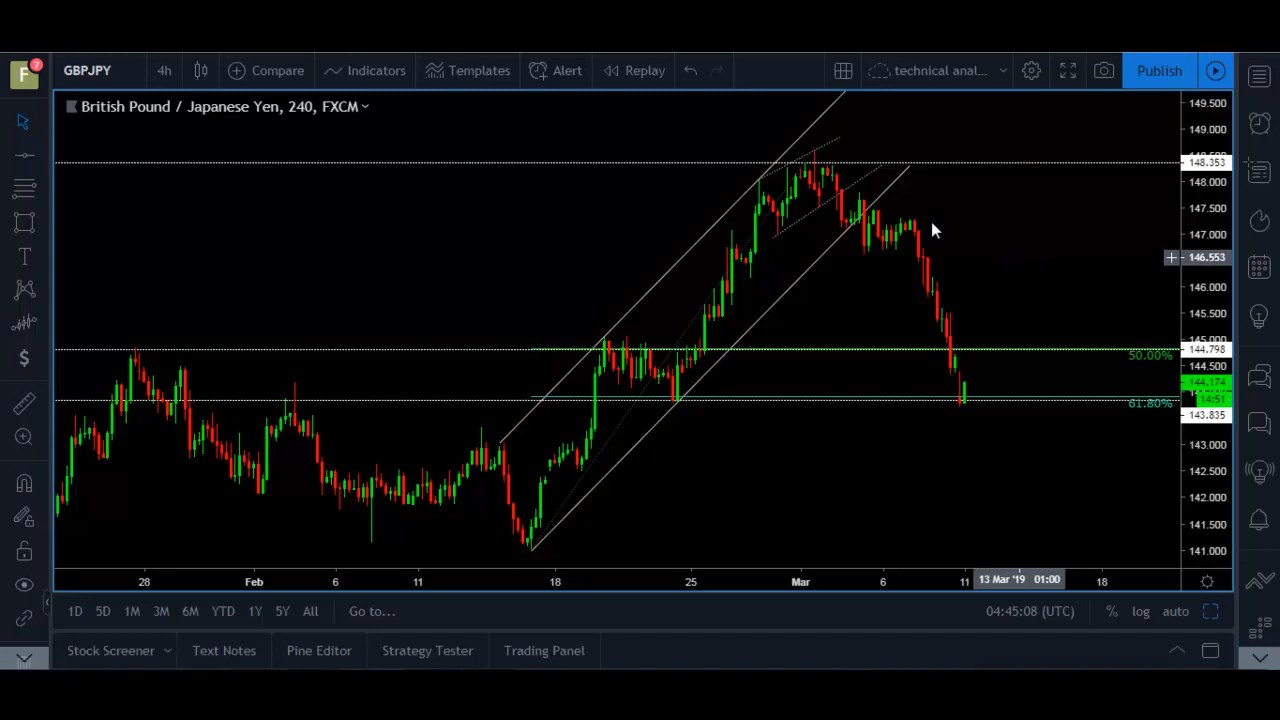 F
7
GBPJPY
4h
Compare
Indicators
Templates
Alert
Replay
technical anal...
Publish
British Pound / Japanese Yen, 240, FXCM
149.500
149.000
148.353
148.000
147.500
147.000
146.553
146.000
145.500
145.000
144.798
50.00%
144.500
144.174
14:51
61.80%
143.835
143.000
142.500
142.000
141.500
141.000
28
Feb
6
11
18
25
Mar
6
11
13 Mar '19 01:00
18
1D
5D
1M
3M
6M
YTD
1Y
5Y
All
Go to...
04:45:08 (UTC)
%
log
auto
Stock Screener
Text Notes
Pine Editor
Strategy Tester
Trading Panel